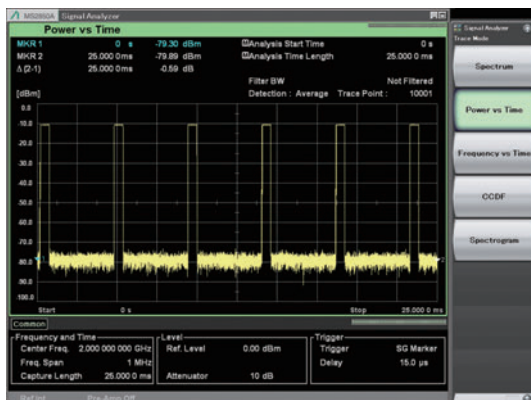 MS2850A Signal Analyzer
Power vs Time
MKR 1 0 s -79.30 dBm Analysis Start Time 0 s
MKR 2 25.000 0ms -79.89 dBm Analysis Time Length 25.000 0 ms
Δ(2-1) 25.000 0ms -0.59 dB
Filter BW Not Filtered
[dBm] Detection : Average Trace Point : 10001
0.0
-10.0
-20.0
-30.0
-40.0
-50.0
-60.0
-70.0
-80.0
-90.0
-100.0
Start 0 s Stop 25.000 0 ms
Common
Frequency and Time
Center Freq. 2.000 000 000 GHz
Freq. Span 1 MHz
Capture Length 25.000 0 ms
Level
Ref. Level 0.00 dBm
Attenuator 10 dB
Trigger
Trigger SG Marker
Delay 15.0 µs
Ref.Int Pre-Amp Off
Signal Analyzer
Trace Mode
Spectrum
Power vs Time
Frequency vs Time
CCDF
Spectrogram